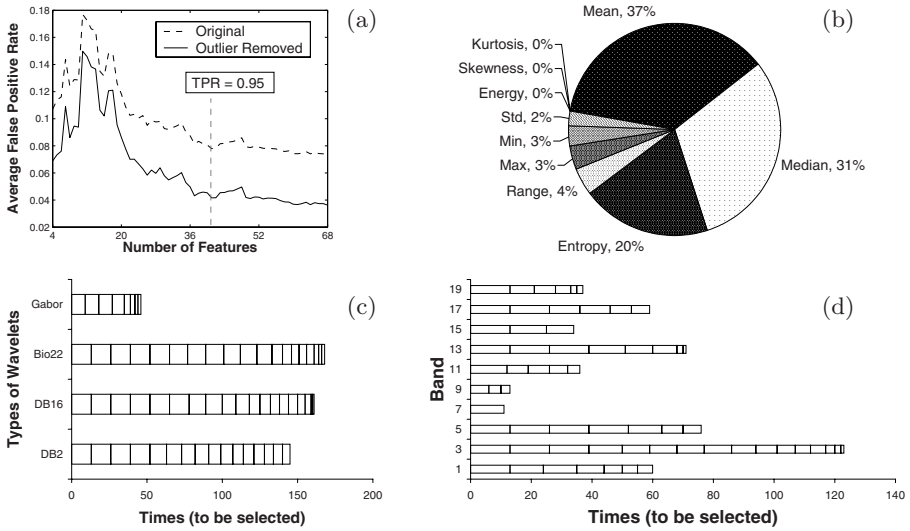 (a)
0.18
0.16
0.14
0.12
0.1
0.08
0.06
0.04
0.02
Average False Positive Rate
Original
Outlier Removed
TPR = 0.95
4
20
36
52
68
Number of Features
(b)
Mean, 37%
Kurtosis, 0%
Skewness, 0%
Energy, 0%
Std, 2%
Min, 3%
Max, 3%
Range, 4%
Entropy, 20%
Median, 31%
(c)
Types of Wavelets
Gabor
Bio22
DB16
DB2
0
50
100
150
200
Times (to be selected)
(d)
Band
19
17
15
13
11
9
7
5
3
1
0
20
40
60
80
100
120
140
Times (to be selected)